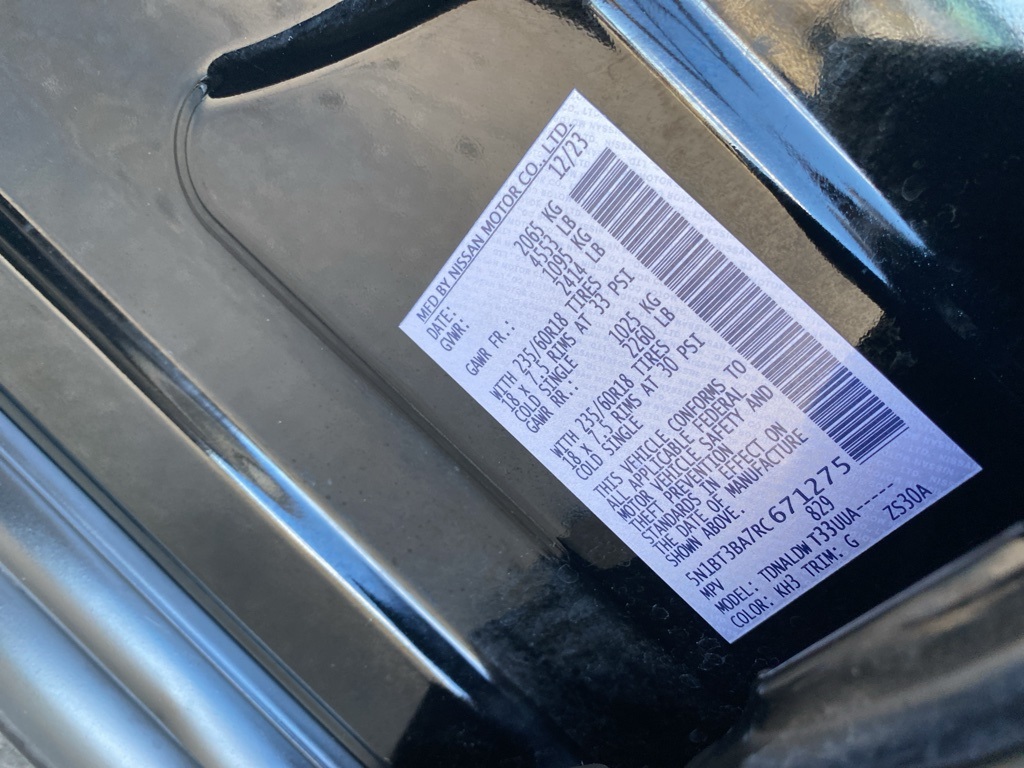 MFD BY NISSAN MOTOR CO., LTD.
DATE: 12/23
GVWR: 2065 KG
4553 LB
GAWR FR.: 1095 KG
2414 LB
WITH 235/60R18 TIRES
18 X 7.5 RIMS AT 33 PSI
COLD SINGLE
GAWR RR.: 1025 KG
2260 LB
WITH 235/60R18 TIRES
18 X 7.5 RIMS AT 30 PSI
COLD SINGLE
THIS VEHICLE CONFORMS TO
ALL APPLICABLE FEDERAL
MOTOR VEHICLE SAFETY AND
THEFT PREVENTION
STANDARDS IN EFFECT ON
THE DATE OF MANUFACTURE
SHOWN ABOVE.
5N1BT3BA7RC671275
MPV 829
MODEL: TDNALDW T33UUA-----
COLOR: KH3 TRIM: G ZS30A